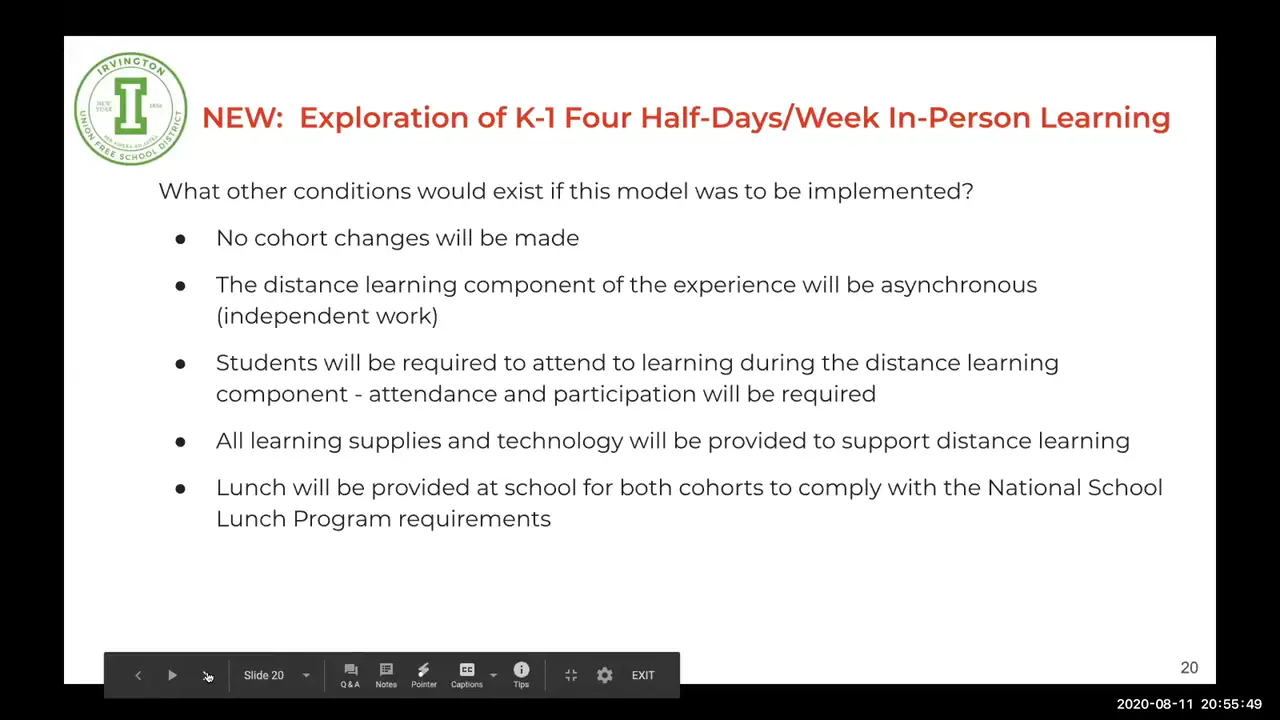 IRVINGTON
NEW YORK
1856
I
UNION FREE SCHOOL DISTRICT
NEW: Exploration of K-1 Four Half-Days/Week In-Person Learning
What other conditions would exist if this model was to be implemented?
● No cohort changes will be made
● The distance learning component of the experience will be asynchronous
(independent work)
● Students will be required to attend to learning during the distance learning
component - attendance and participation will be required
● All learning supplies and technology will be provided to support distance learning
● Lunch will be provided at school for both cohorts to comply with the National School
Lunch Program requirements
20
Slide 20
Q & A
Notes
Pointer
CC
Captions
Tips
EXIT
2020-08-11 20:55:49